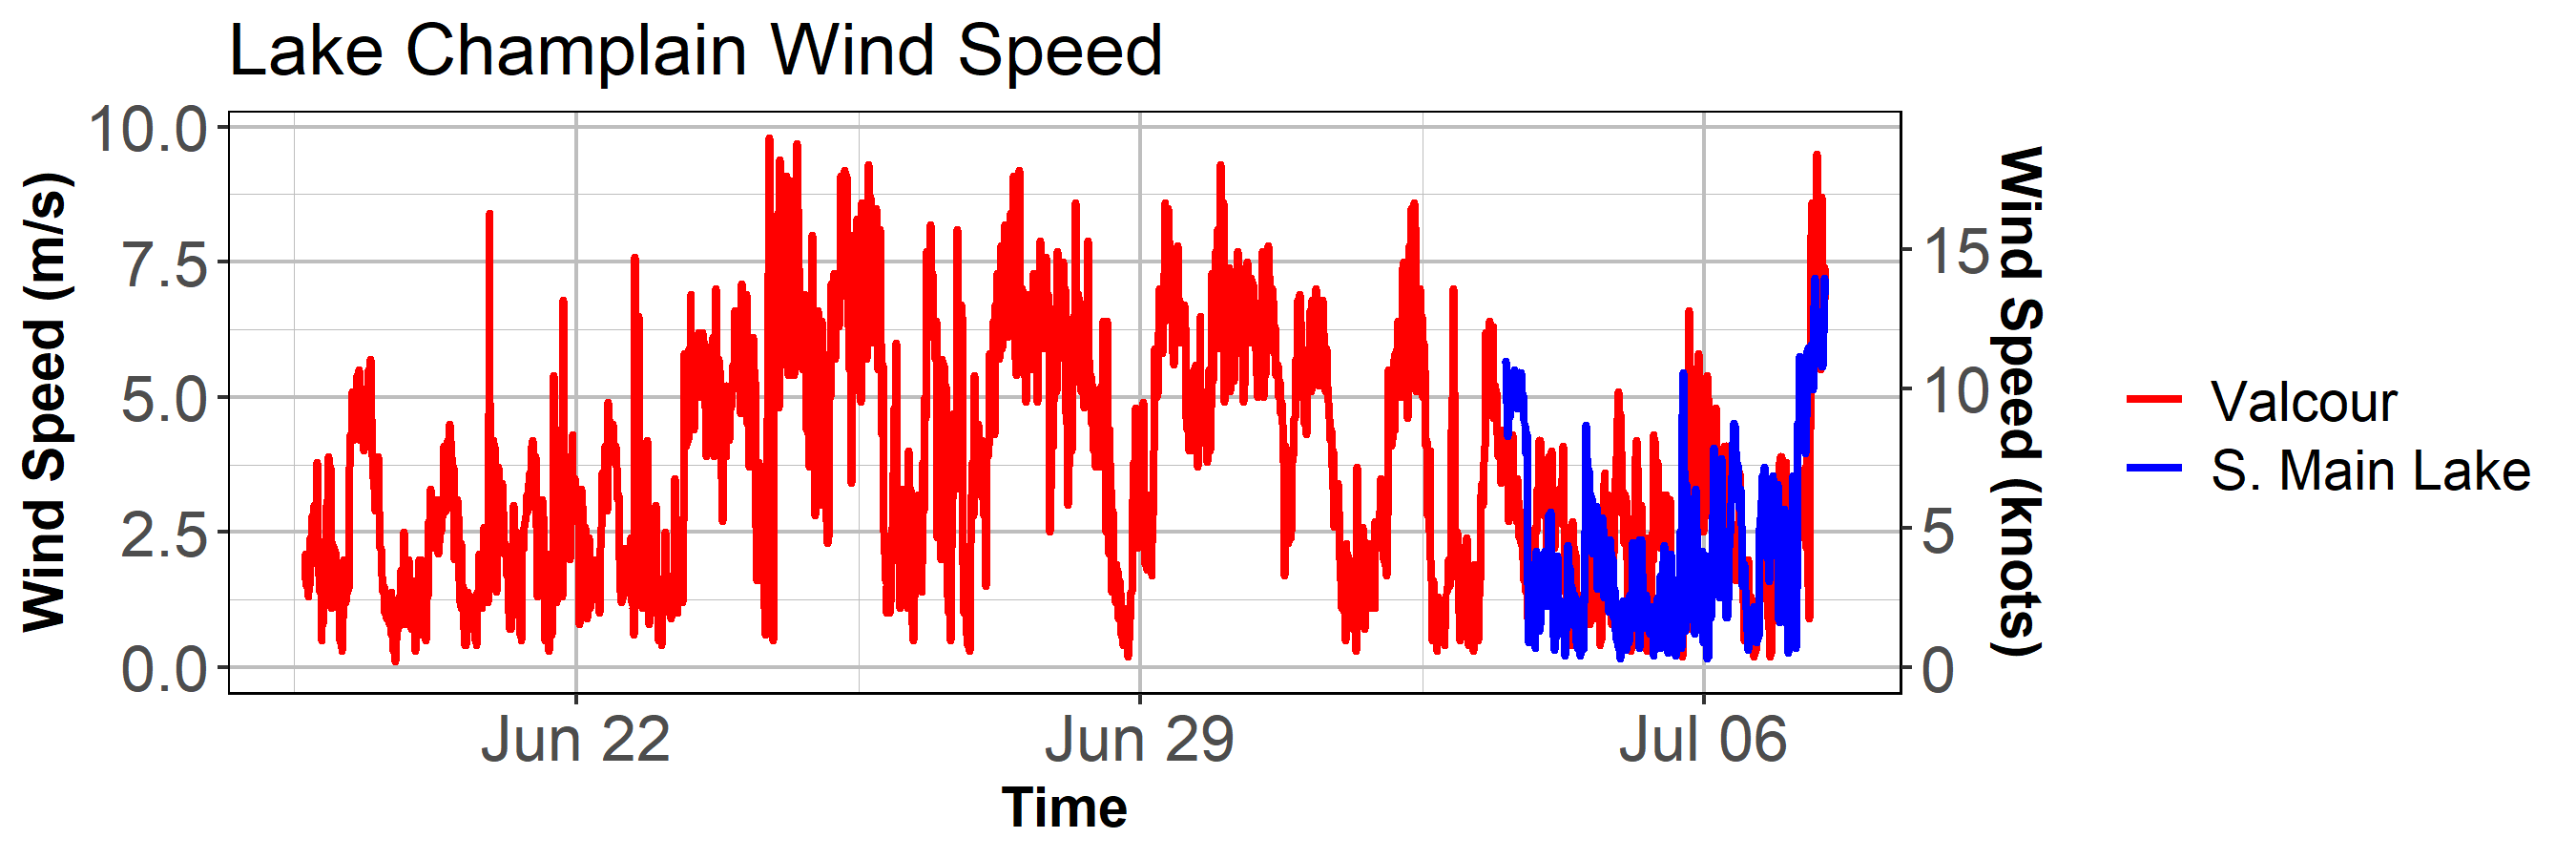 Lake Champlain Wind Speed
Wind Speed (m/s)
10.0
7.5
5.0
2.5
0.0
15
10
5
0
Wind Speed (knots)
Jun 22
Jun 29
Jul 06
Time
Valcour
S. Main Lake